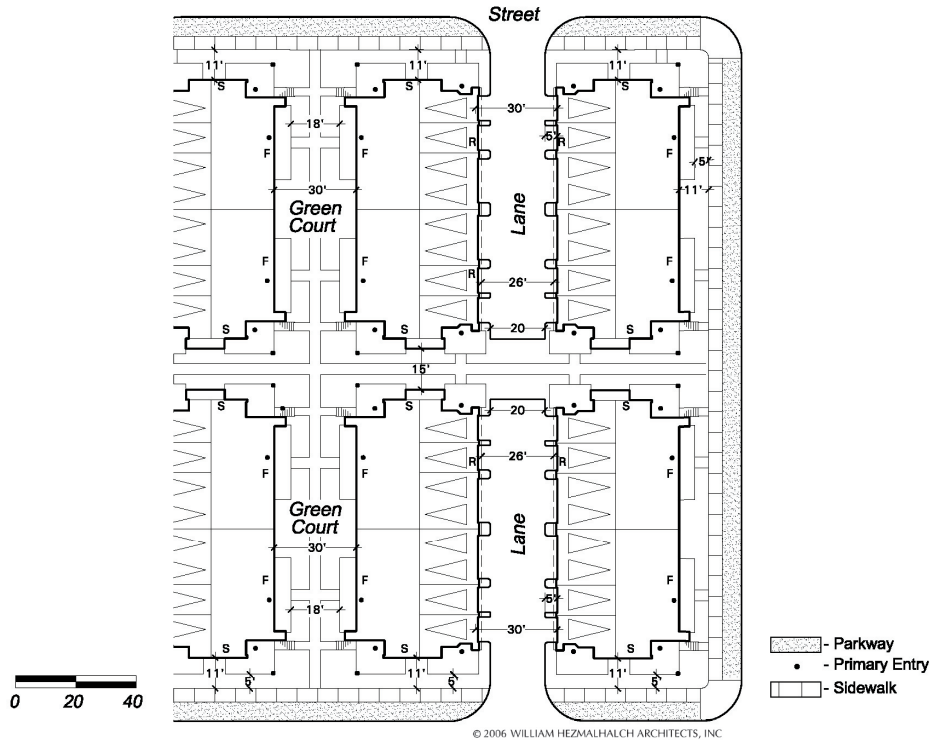 Street
11' 11' 11'
S S S
30'
18' 5'
R R
F F F F
5'
30' 11'
Green
Court
Lane
F F F F
R
26'
20
S S S
15'
S S S
20
26'
R R
F F F F
Green
Court
Lane
30'
F F F F
18' 5'
30'
S S S
11' 5' 11' 5' 11' 5'
- Parkway
- Primary Entry
- Sidewalk
0 20 40
© 2006 WILLIAM HEZMALHALCH ARCHITECTS, INC